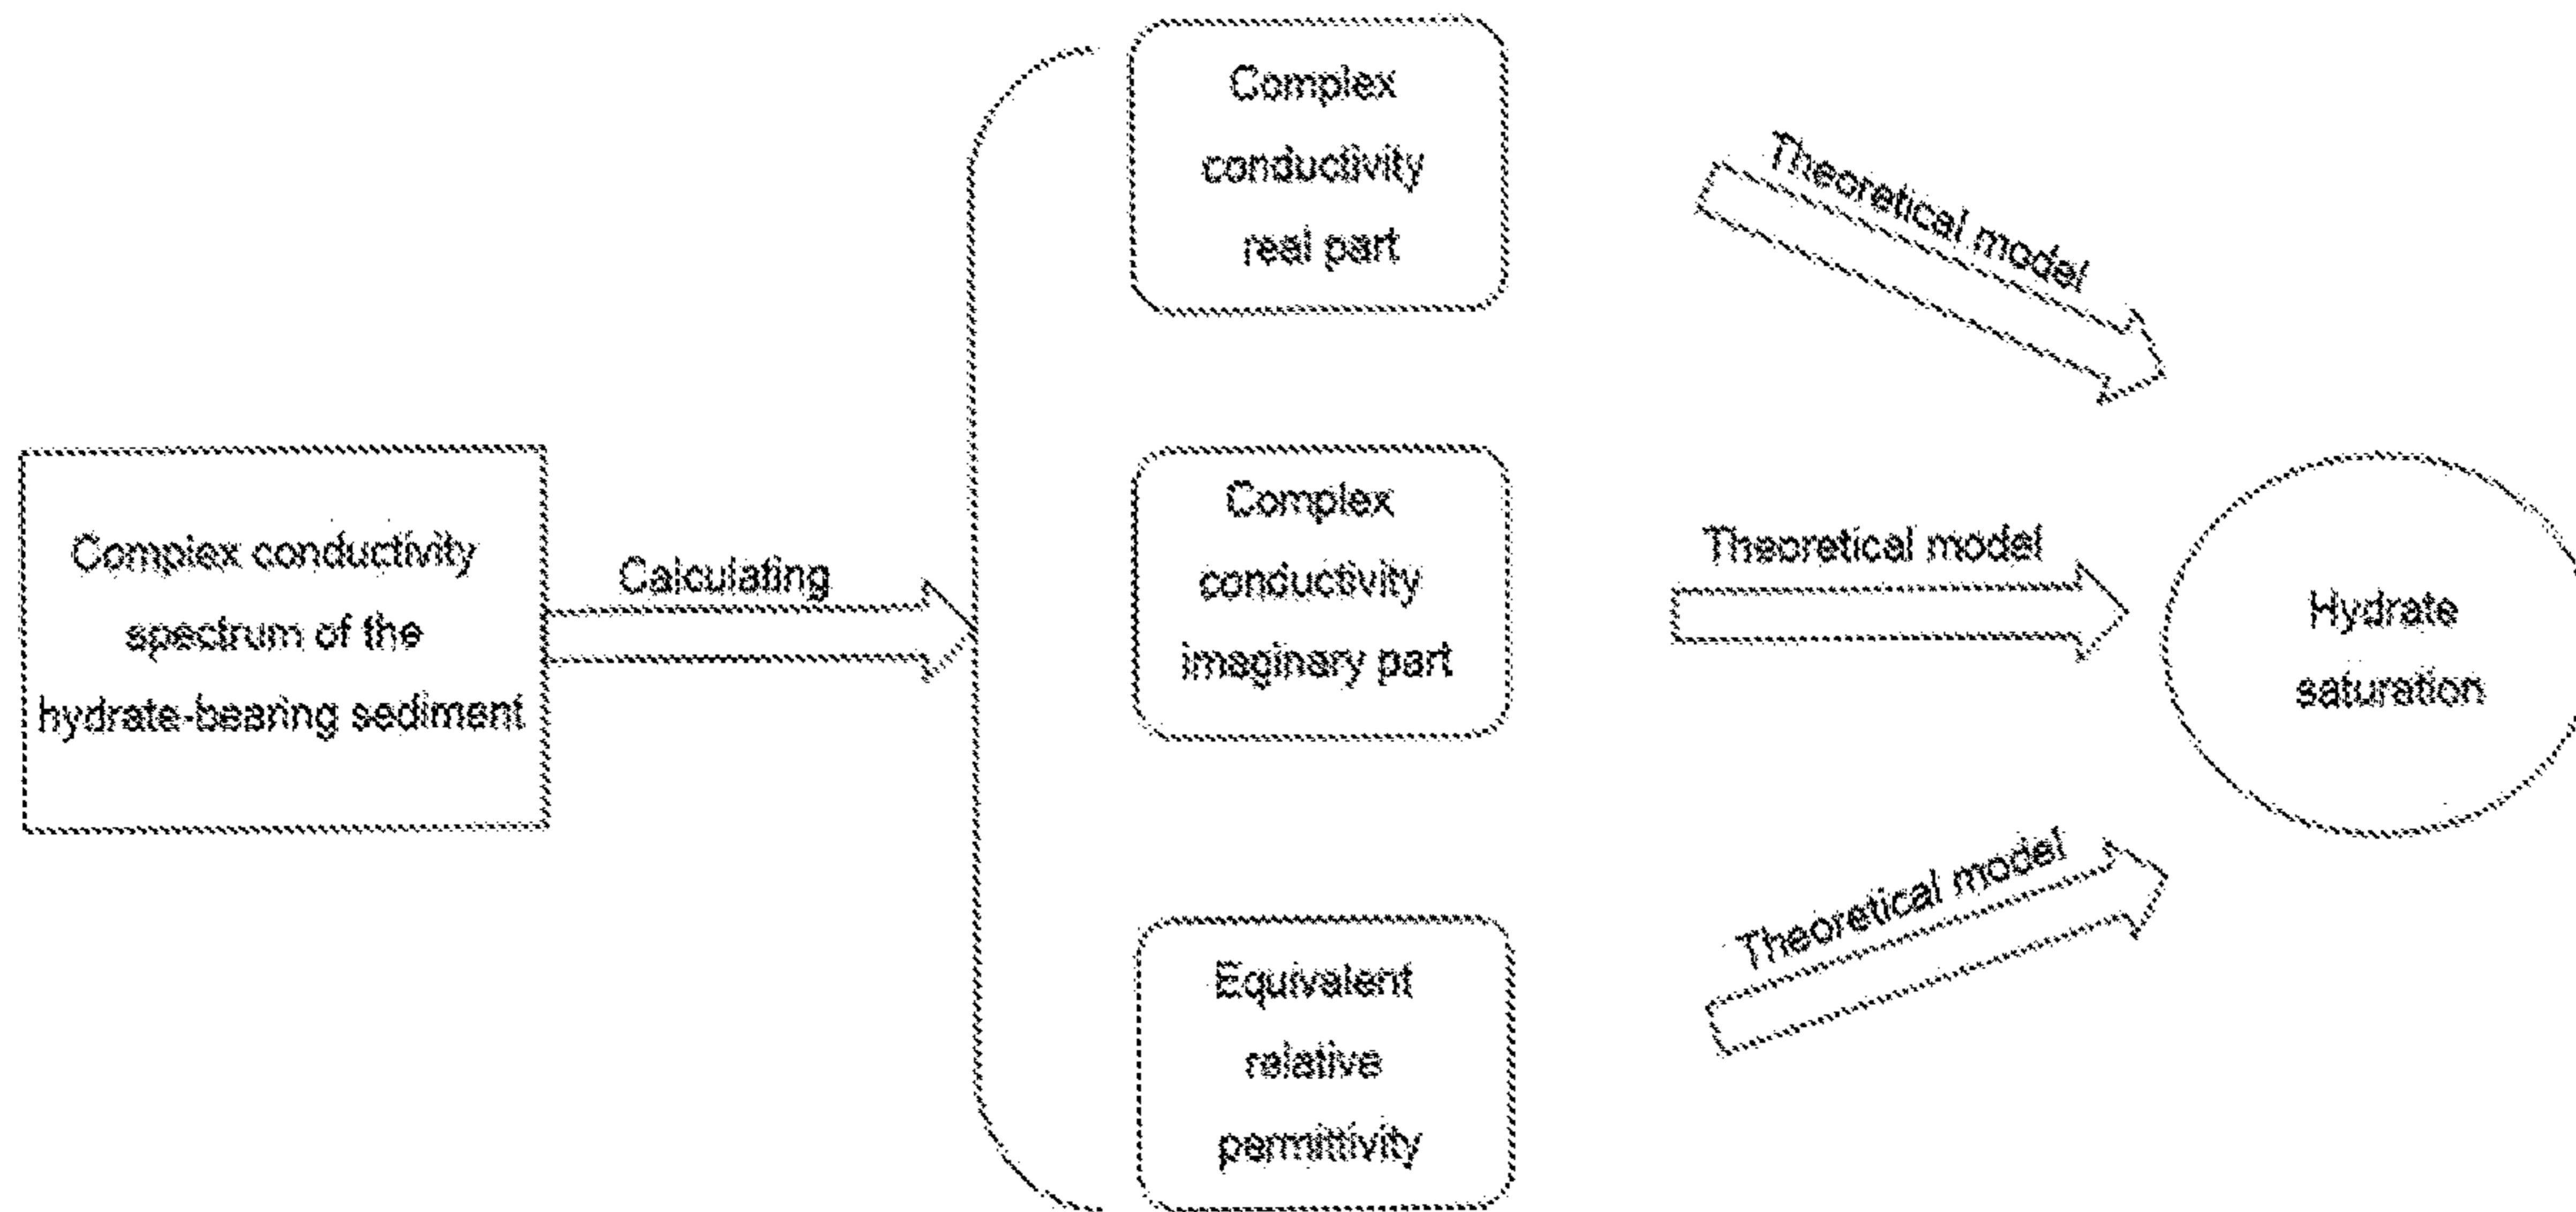 Complex conductivity
spectrum of the
hydrate-bearing sediment
Calculating
Complex
conductivity
real part
Complex
conductivity
imaginary part
Equivalent
relative
permittivity
Theoretical model
Theoretical model
Theoretical model
Hydrate
saturation